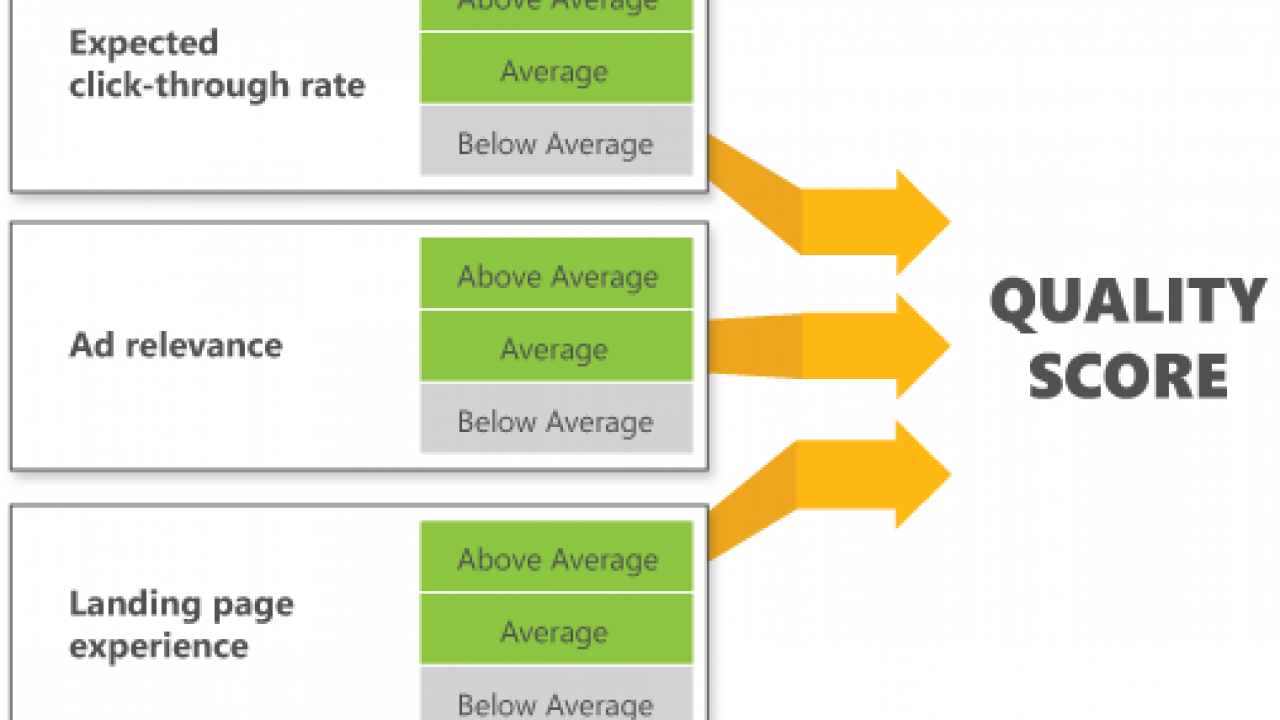 Above Average
Expected
click-through rate
Average
Below Average
Above Average
Ad relevance
Average
Below Average
QUALITY
SCORE
Above Average
Landing page
experience
Average
Below Average